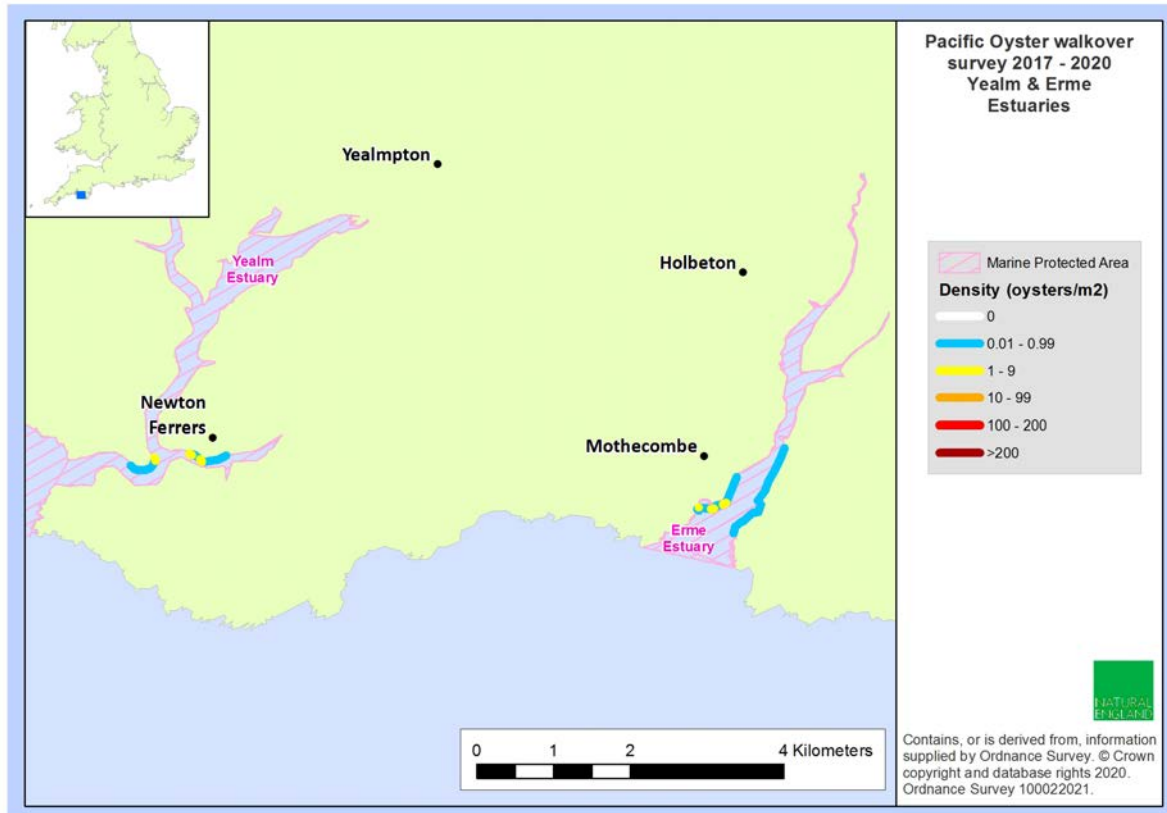 Pacific Oyster walkover
survey 2017 - 2020
Yealm & Erme
Estuaries
Yealmpton
Yealm
Estuary
Holbeton
Newton
Ferrers
Mothecombe
Erme
Estuary
Marine Protected Area
Density (oysters/m2)
0
0.01 - 0.99
1 - 9
10 - 99
100 - 200
>200
0 1 2 4 Kilometers
NATURAL
ENGLAND
Contains, or is derived from, information
supplied by Ordnance Survey. © Crown
copyright and database rights 2020.
Ordnance Survey 100022021.